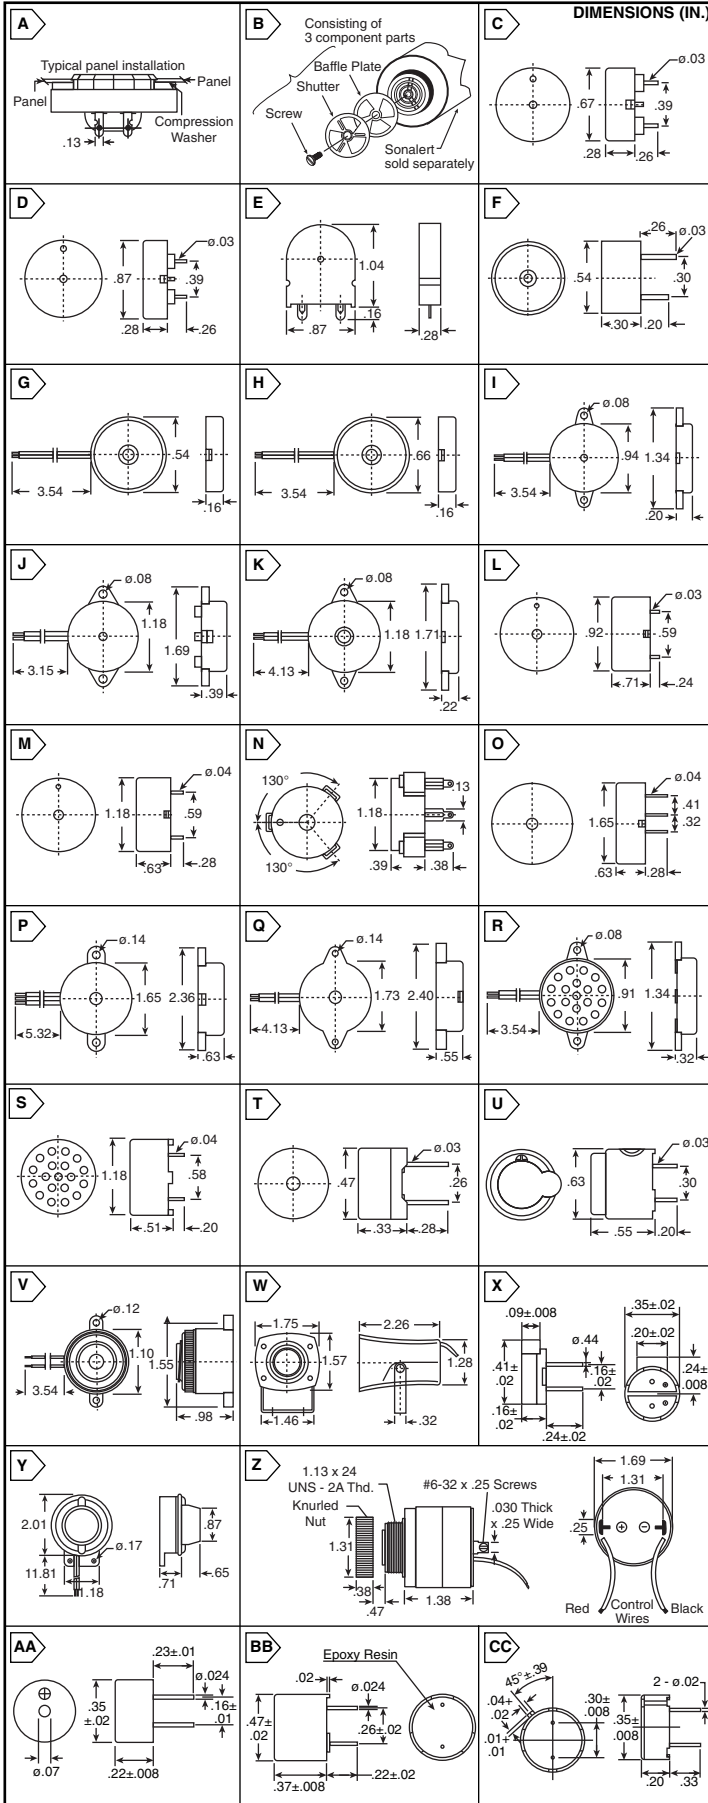 DIMENSIONS (IN.)
A
Typical panel installation
Panel
Panel
Compression
Washer
.13
B
Consisting of
3 component parts
Baffle Plate
Shutter
Screw
Sonalert
sold separately
C
ø.03
.67
.39
.28
.26
D
ø.03
.87
.39
.28
.26
E
1.04
.16
.87
.28
F
.26
ø.03
.54
.30
.30
.20
G
.54
3.54
.16
H
.66
3.54
.16
I
ø.08
.94
1.34
3.54
.20
J
ø.08
1.18
1.69
3.15
.39
K
ø.08
1.18
1.71
4.13
.22
L
ø.03
.92
.59
.71
.24
M
ø.04
1.18
.59
.63
.28
N
130°
130°
1.18
.13
.39
.38
O
ø.04
.41
1.65
.32
.63
.28
P
ø.14
1.65
2.36
5.32
.63
Q
ø.14
1.73
2.40
4.13
.55
R
ø.08
.91
1.34
3.54
.32
S
ø.04
1.18
.58
.51
.20
T
ø.03
.47
.26
.33
.28
U
ø.03
.63
.30
.55
.20
V
ø.12
1.10
1.55
3.54
.98
W
1.75
1.57
1.46
2.26
1.28
.32
X
.09±.008
ø.44
.41±
.02
.16±
.02
.16±
.02
.24±.02
.35±.02
.20±.02
.24±
.008
Y
2.01
ø.17
11.81
1.18
.87
.71
.65
Z
1.13 x 24
UNS - 2A Thd.
Knurled
Nut
#6-32 x .25 Screws
.030 Thick
x .25 Wide
1.31
.38
.47
1.38
1.69
1.31
.25
Red
Control
Wires
Black
AA
.23±.01
ø.024
.35
±.02
.16±
.01
ø.07
.22±.008
BB
Epoxy Resin
.02
ø.024
.47±
.02
.26±.02
.37±.008
.22±.02
CC
45°±.39
2 - ø.02
.04+
.02
.30±
.008
.35±
.008
.01+
.01
.20
.33